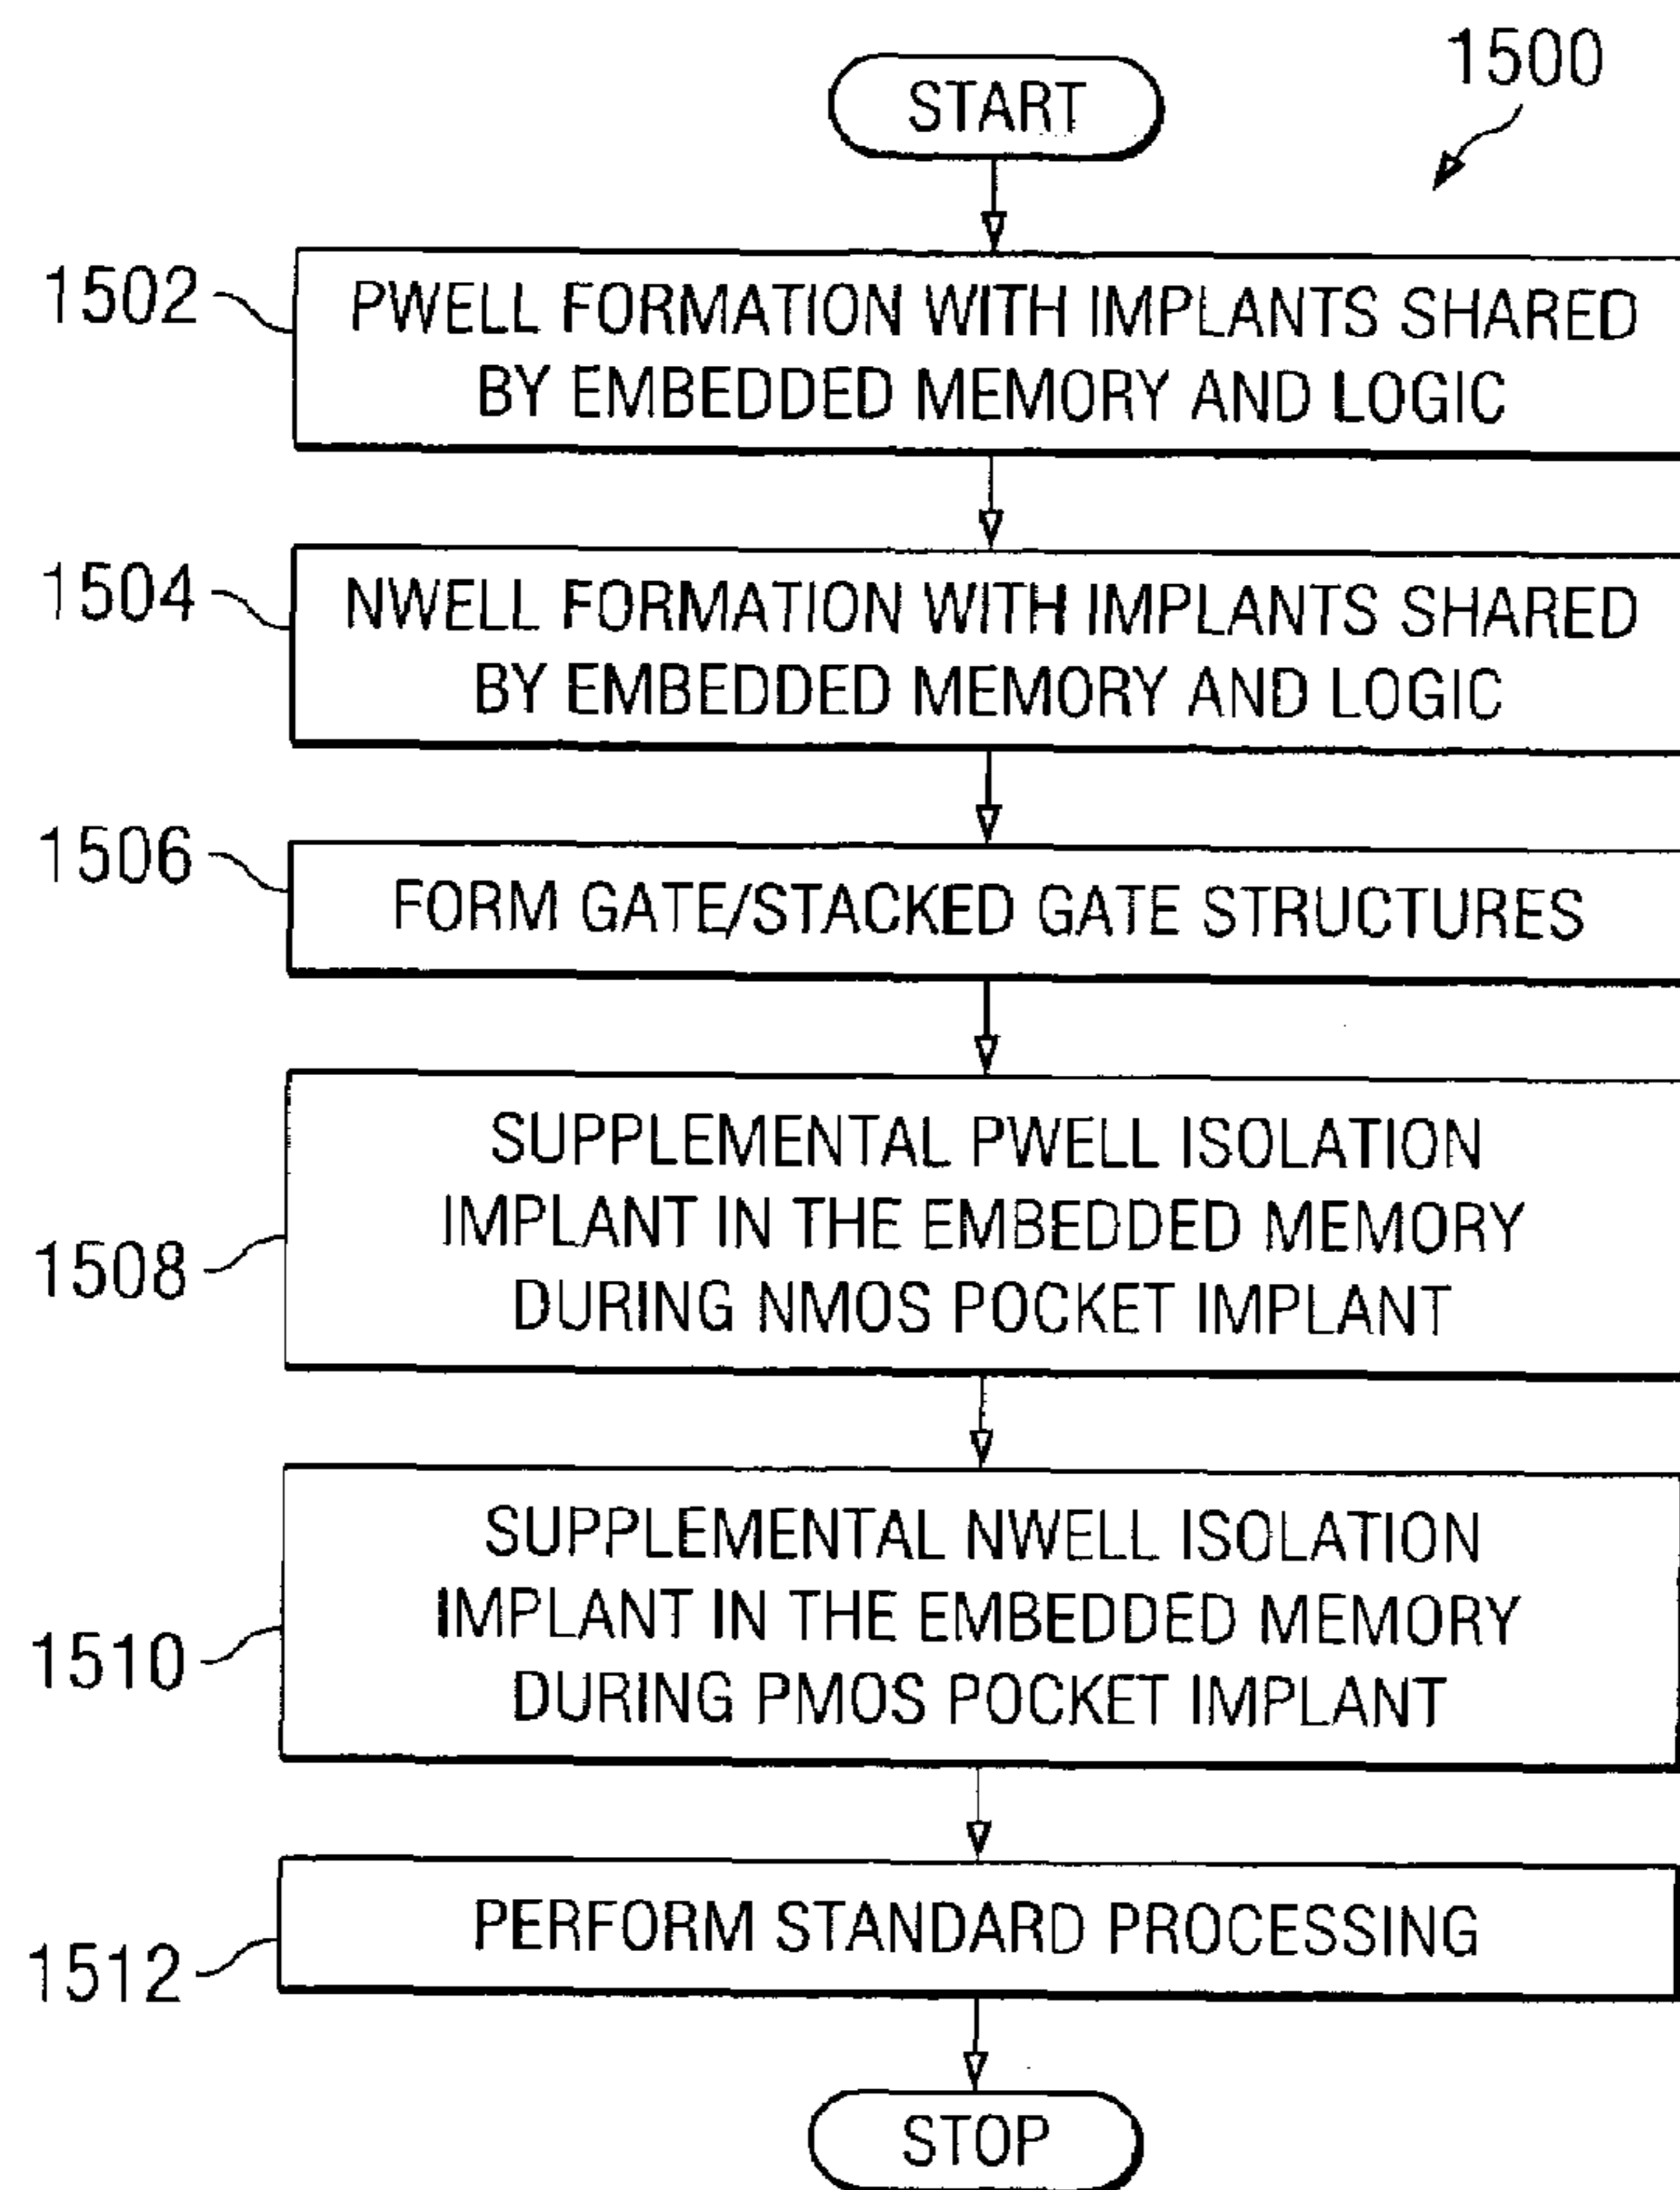 1500
START
1502
PWELL FORMATION WITH IMPLANTS SHARED
BY EMBEDDED MEMORY AND LOGIC
1504
NWELL FORMATION WITH IMPLANTS SHARED
BY EMBEDDED MEMORY AND LOGIC
1506
FORM GATE/STACKED GATE STRUCTURES
1508
SUPPLEMENTAL PWELL ISOLATION
IMPLANT IN THE EMBEDDED MEMORY
DURING NMOS POCKET IMPLANT
1510
SUPPLEMENTAL NWELL ISOLATION
IMPLANT IN THE EMBEDDED MEMORY
DURING PMOS POCKET IMPLANT
1512
PERFORM STANDARD PROCESSING
STOP